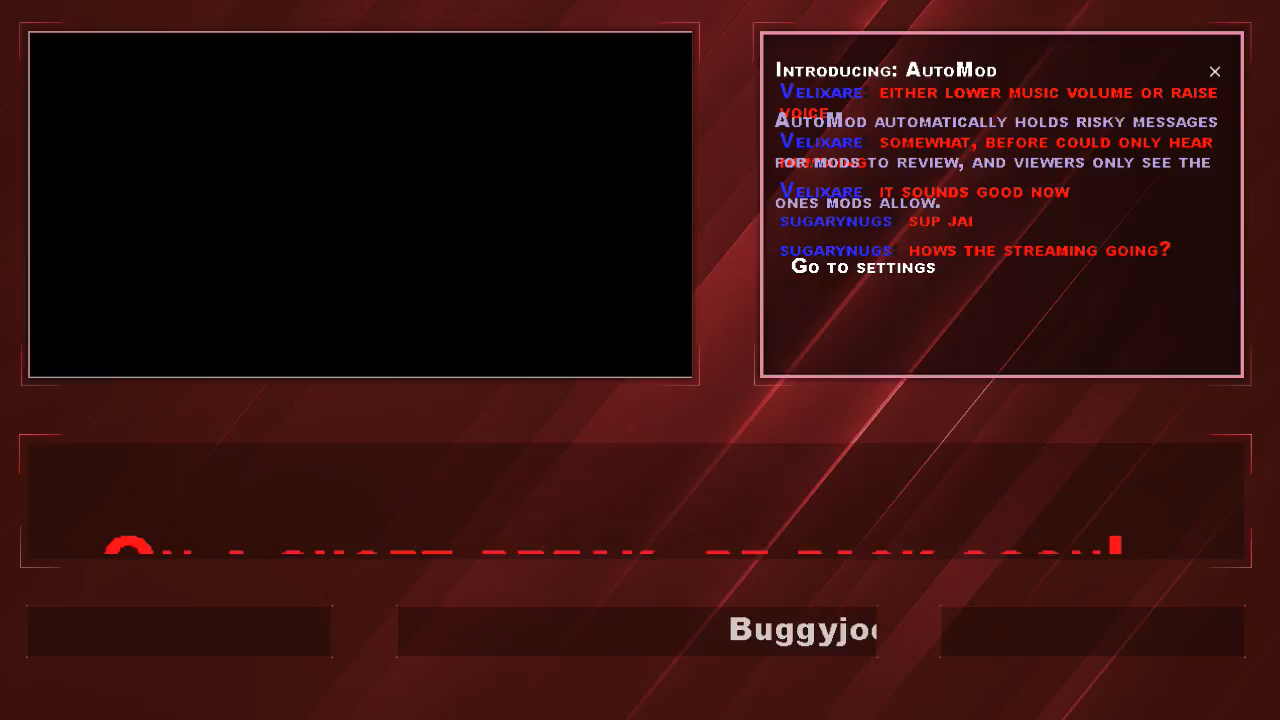 Introducing: AutoMod
Velixare either lower music volume or raise
voice
AutoMod automatically holds risky messages
Velixare somewhat, before could only hear
for mods to review, and viewers only see the
Velixare it sounds good now
ones mods allow.
sugarynugs sup jai
sugarynugs hows the streaming going?
Go to settings
Buggyjo